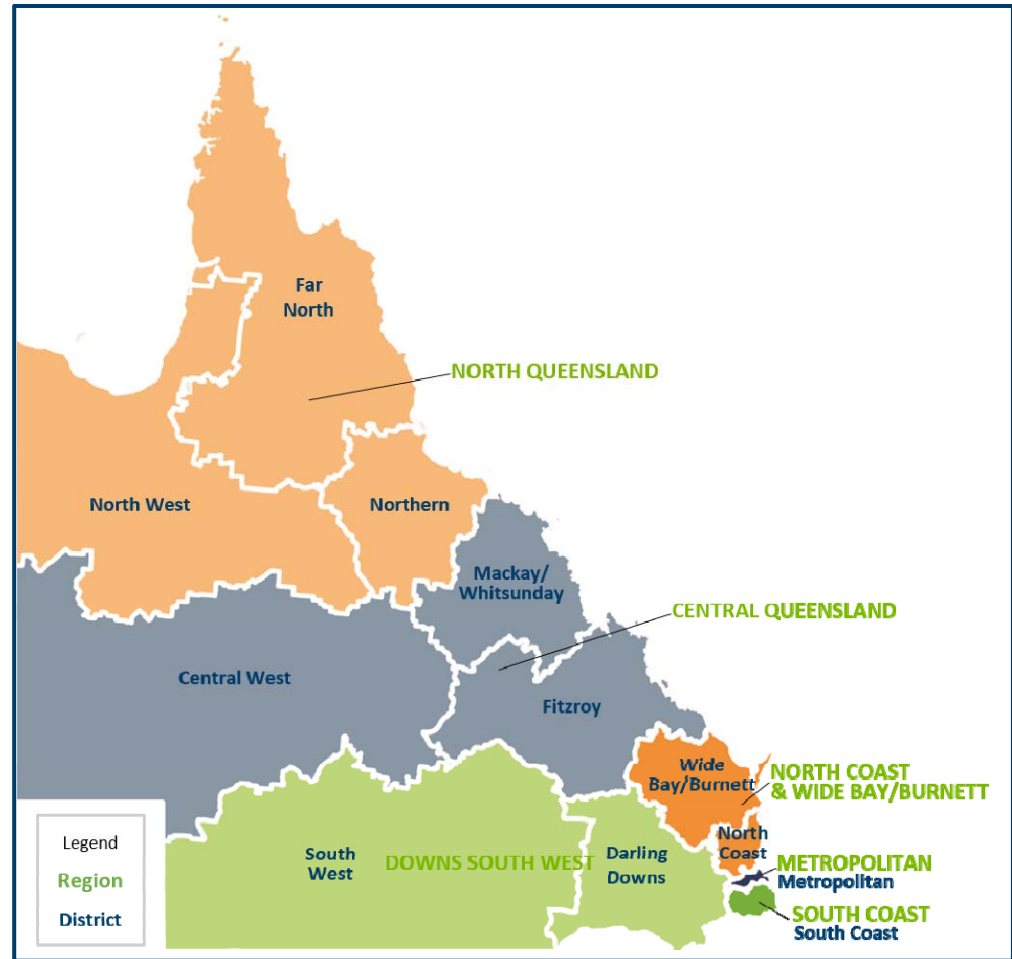 Far
North
NORTH QUEENSLAND
North West
Northern
Mackay/
Whitsunday
CENTRAL QUEENSLAND
Central West
Fitzroy
Wide
Bay/Burnett
NORTH COAST
& WIDE BAY/BURNETT
North
Coast
South
West
DOWNS SOUTH WEST
Darling
Downs
METROPOLITAN
Metropolitan
SOUTH COAST
South Coast
Legend
Region
District